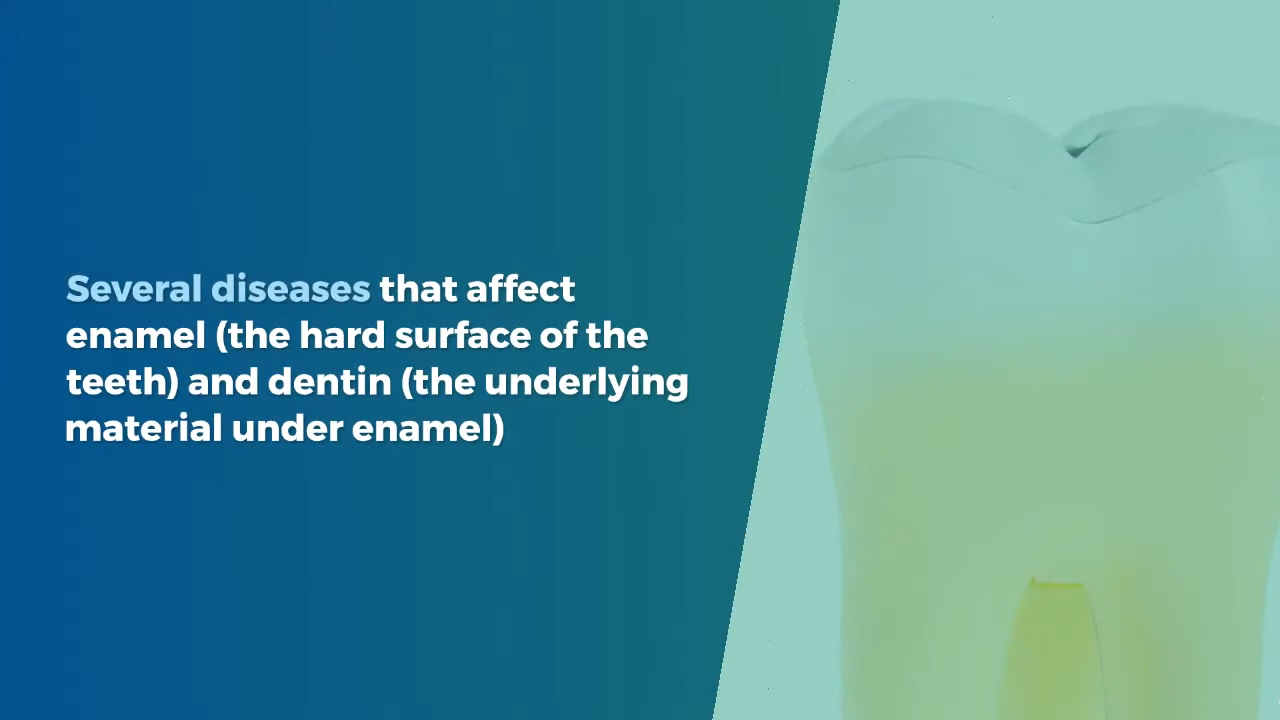 Several diseases that affect
enamel (the hard surface of the
teeth) and dentin (the underlying
material under enamel)